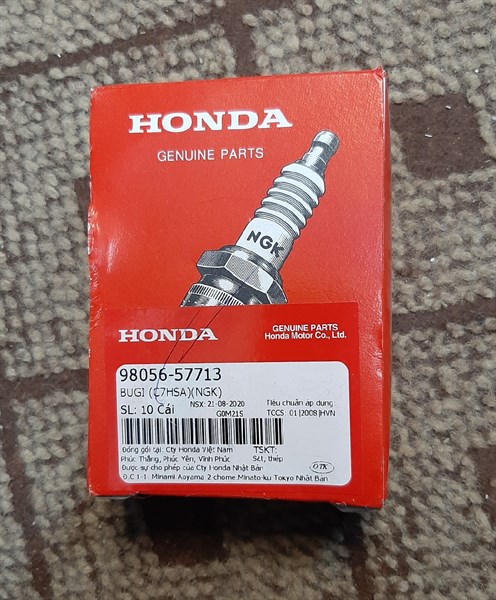 HONDA
GENUINE PARTS
NGK
HONDA
GENUINE PARTS
Honda Motor Co., Ltd.
98056-57713
BUGI (C7HSA)(NGK)
SL: 10 Cái
NSX: 21-08-2020
G0M21S
Tiêu chuẩn áp dụng:
TCCS: 01|2008|HVN
Đóng gói tại: Cty Honda Việt Nam
Phúc Thắng, Phúc Yên, Vĩnh Phúc
TSKT:
Sắt, thép
Được sự cho phép của Cty Honda Nhật Bản
Đ.C 1-1 Minami Aoyama 2 chome, Minato-ku Tokyo Nhật Bản
OTK